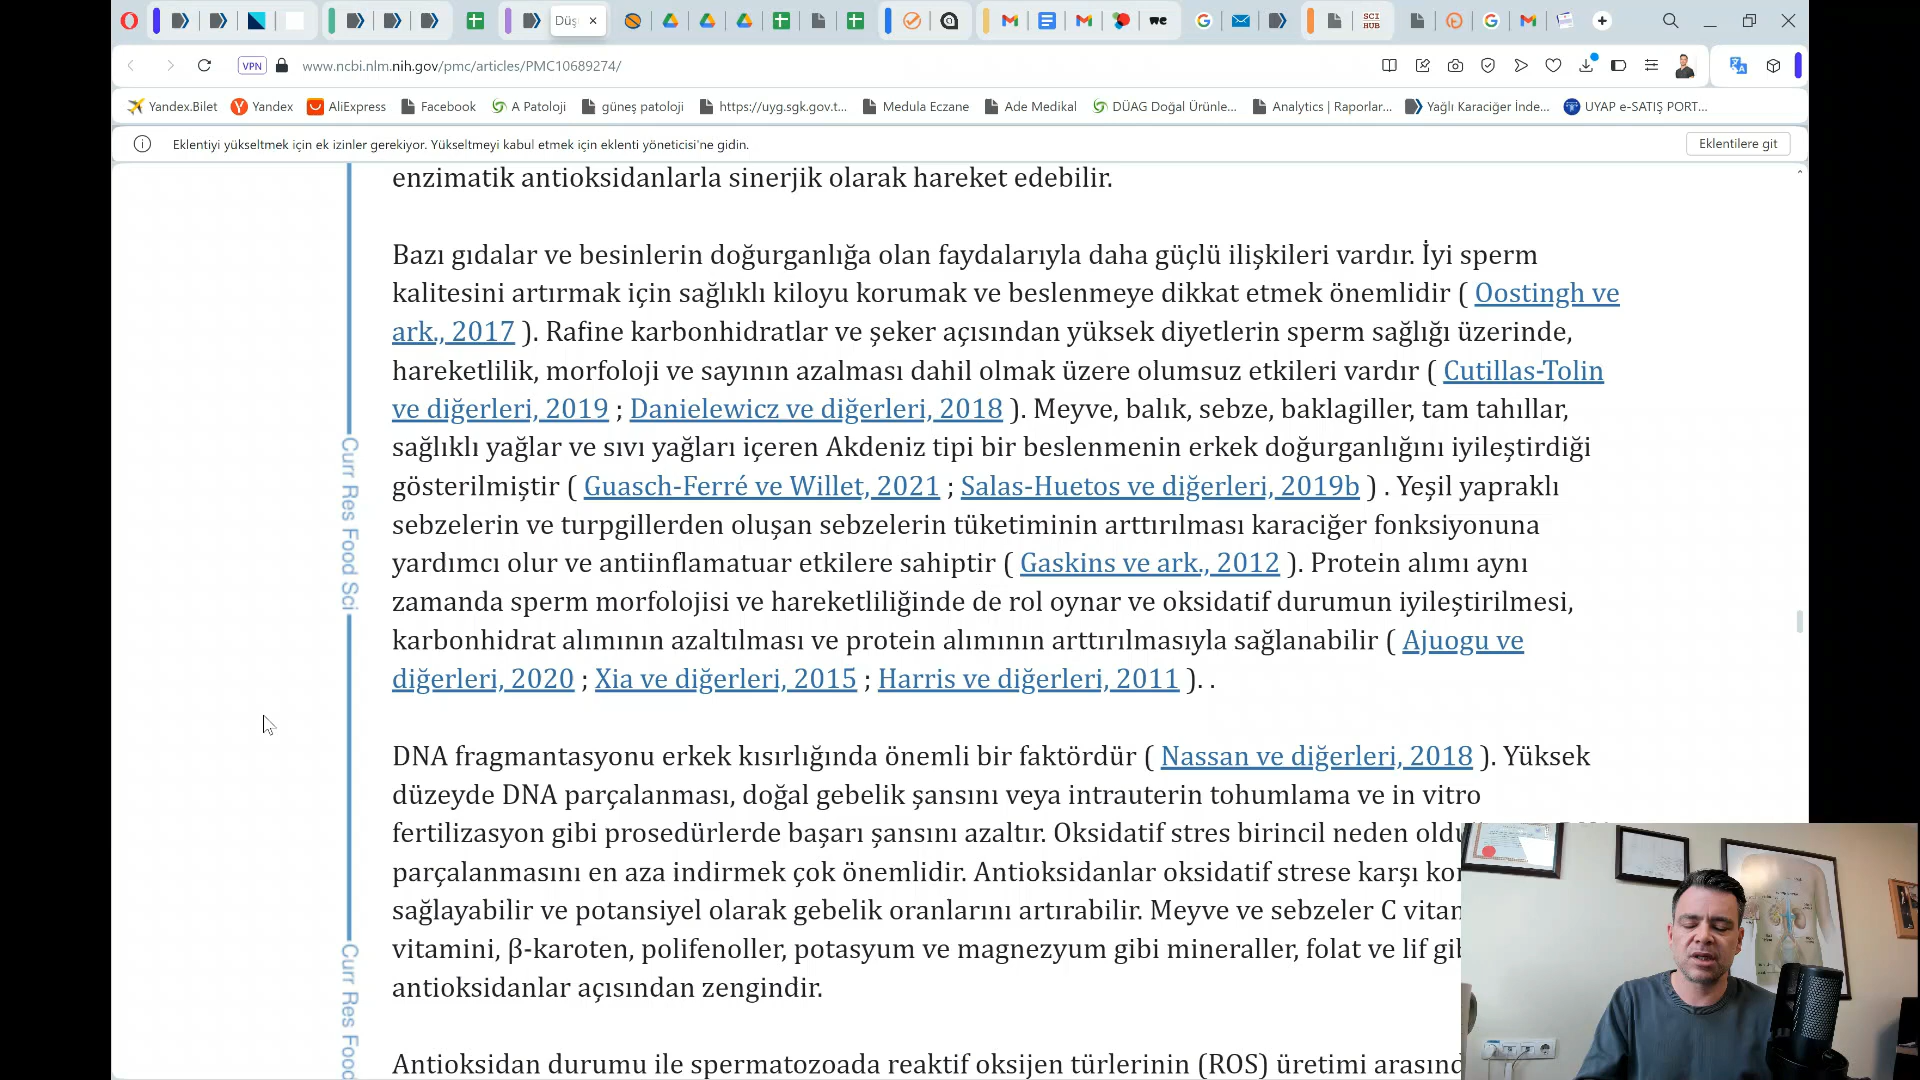 Düş
SCI
HUB
we
VPN
www.ncbi.nlm.nih.gov/pmc/articles/PMC10689274/
Yandex.Bilet
Yandex
AliExpress
Facebook
A Patoloji
güneş patoloji
https://uyg.sgk.gov.t...
Medula Eczane
Ade Medikal
DÜAG Doğal Ürünle...
Analytics | Raporlar...
Yağlı Karaciğer İnde...
UYAP e-SATIŞ PORT...
Eklentiyi yükseltmek için ek izinler gerekiyor. Yükseltmeyi kabul etmek için eklenti yöneticisi'ne gidin.
Eklentilere git
enzimatik antioksidanlarla sinerjik olarak hareket edebilir.
Bazı gıdalar ve besinlerin doğurganlığa olan faydalarıyla daha güçlü ilişkileri vardır. İyi sperm
kalitesini artırmak için sağlıklı kiloyu korumak ve beslenmeye dikkat etmek önemlidir ( Oostingh ve
ark., 2017 ). Rafine karbonhidratlar ve şeker açısından yüksek diyetlerin sperm sağlığı üzerinde,
hareketlilik, morfoloji ve sayının azalması dahil olmak üzere olumsuz etkileri vardır ( Cutillas-Tolin
ve diğerleri, 2019 ; Danielewicz ve diğerleri, 2018 ). Meyve, balık, sebze, baklagiller, tam tahıllar,
sağlıklı yağlar ve sıvı yağları içeren Akdeniz tipi bir beslenmenin erkek doğurganlığını iyileştirdiği
gösterilmiştir ( Guasch-Ferré ve Willet, 2021 ; Salas-Huetos ve diğerleri, 2019b ) . Yeşil yapraklı
sebzelerin ve turpgillerden oluşan sebzelerin tüketiminin arttırılması karaciğer fonksiyonuna
yardımcı olur ve antiinflamatuar etkilere sahiptir ( Gaskins ve ark., 2012 ). Protein alımı aynı
zamanda sperm morfolojisi ve hareketliliğinde de rol oynar ve oksidatif durumun iyileştirilmesi,
karbonhidrat alımının azaltılması ve protein alımının arttırılmasıyla sağlanabilir ( Ajuogu ve
diğerleri, 2020 ; Xia ve diğerleri, 2015 ; Harris ve diğerleri, 2011 ). .
DNA fragmantasyonu erkek kısırlığında önemli bir faktördür ( Nassan ve diğerleri, 2018 ). Yüksek
düzeyde DNA parçalanması, doğal gebelik şansını veya intrauterin tohumlama ve in vitro
fertilizasyon gibi prosedürlerde başarı şansını azaltır. Oksidatif stres birincil neden oldu
parçalanmasını en aza indirmek çok önemlidir. Antioksidanlar oksidatif strese karşı kor
sağlayabilir ve potansiyel olarak gebelik oranlarını artırabilir. Meyve ve sebzeler C vitam
vitamini, β-karoten, polifenoller, potasyum ve magnezyum gibi mineraller, folat ve lif gib
antioksidanlar açısından zengindir.
Antioksidan durumu ile spermatozoada reaktif oksijen türlerinin (ROS) üretimi arasınd
Curr Res Food Sci
Curr Res Food